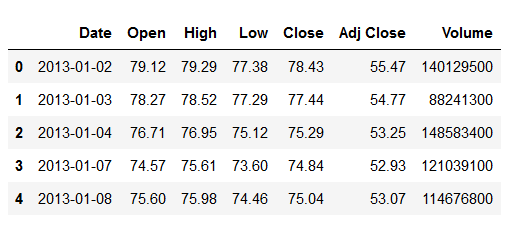 Date Open High Low Close Adj Close Volume
0 2013-01-02 79.12 79.29 77.38 78.43 55.47 140129500
1 2013-01-03 78.27 78.52 77.29 77.44 54.77 88241300
2 2013-01-04 76.71 76.95 75.12 75.29 53.25 148583400
3 2013-01-07 74.57 75.61 73.60 74.84 52.93 121039100
4 2013-01-08 75.60 75.98 74.46 75.04 53.07 114676800